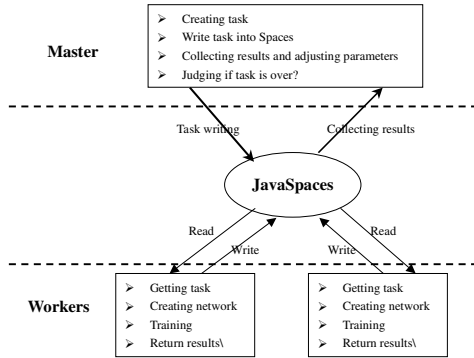 ➢ Creating task
➢ Write task into Spaces
➢ Collecting results and adjusting parameters
➢ Judging if task is over?
Master
Task writing
Collecting results
JavaSpaces
Read
Read
Write
Write
Workers
➢ Getting task
➢ Creating network
➢ Training
➢ Return results\
➢ Getting task
➢ Creating network
➢ Training
➢ Return results\